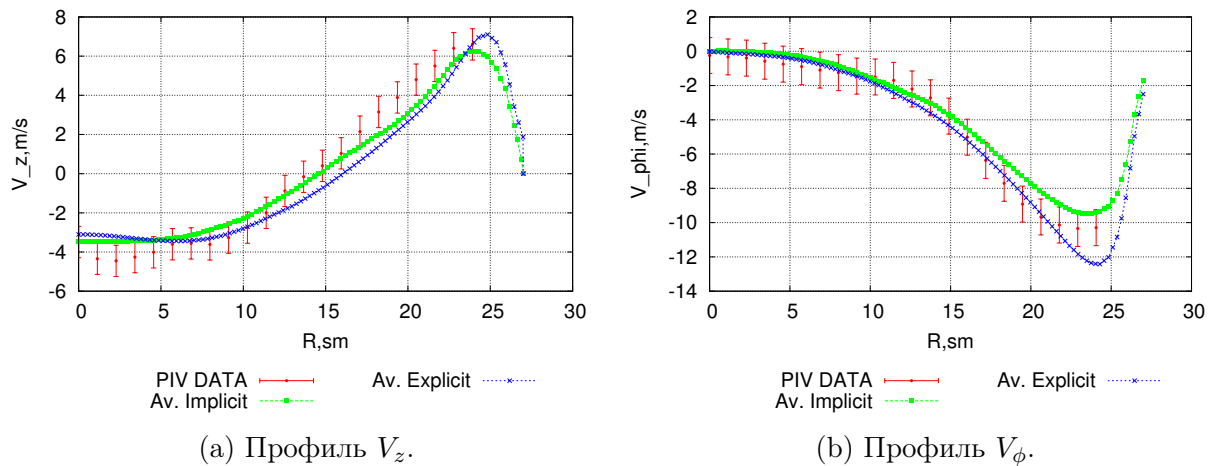 8
6
4
2
0
-2
-4
-6
V_z,m/s
0 5 10 15 20 25 30
R,sm
PIV DATA
Av. Implicit
Av. Explicit
(a) Профиль V_z.
2
0
-2
-4
-6
-8
-10
-12
-14
V_phi,m/s
0 5 10 15 20 25 30
R,sm
PIV DATA
Av. Implicit
Av. Explicit
(b) Профиль V_ϕ.